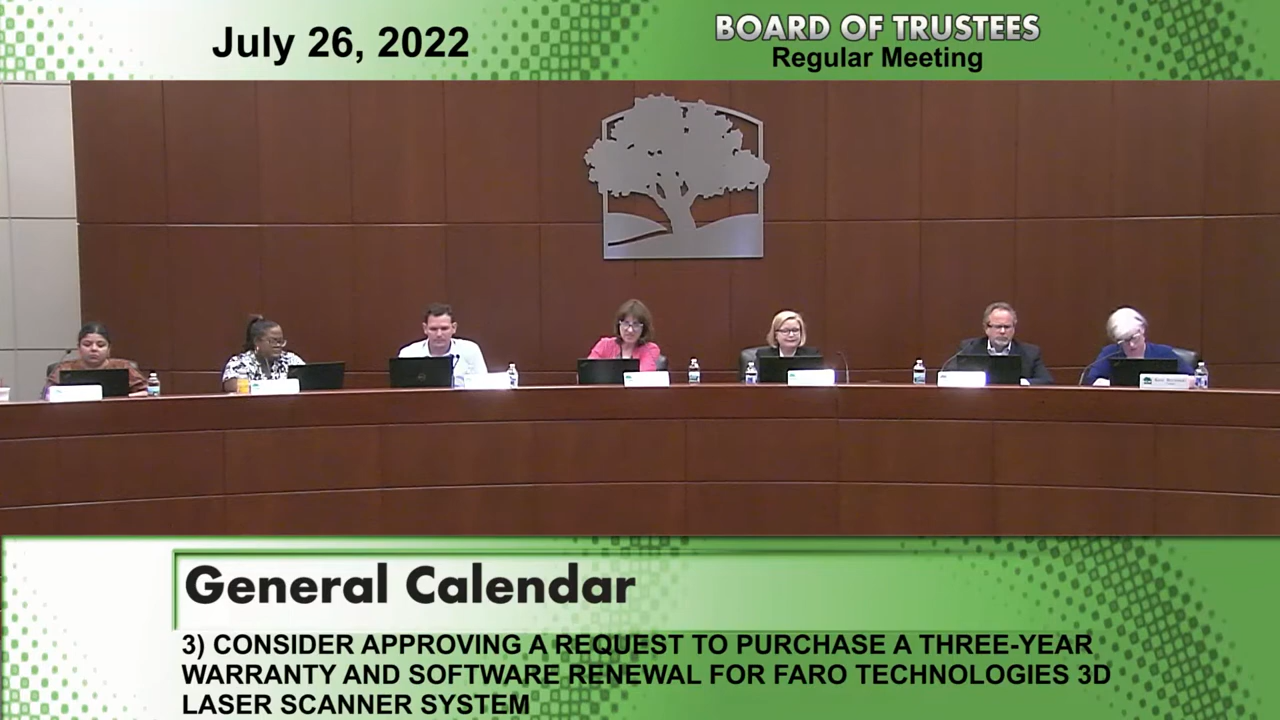 July 26, 2022
BOARD OF TRUSTEES
Regular Meeting
General Calendar
3) CONSIDER APPROVING A REQUEST TO PURCHASE A THREE-YEAR
WARRANTY AND SOFTWARE RENEWAL FOR FARO TECHNOLOGIES 3D
LASER SCANNER SYSTEM